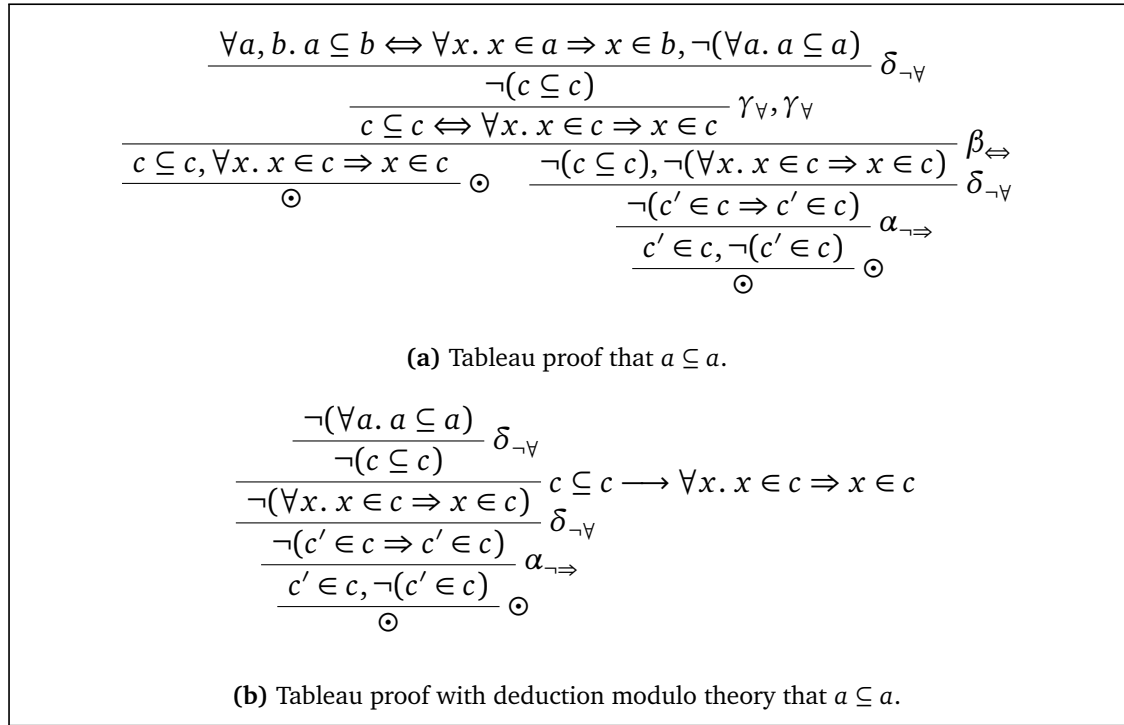 ∀a, b. a ⊆ b ⇔ ∀x. x ∈ a ⇒ x ∈ b, ¬(∀a. a ⊆ a) δ¬∀
¬(c ⊆ c)
c ⊆ c ⇔ ∀x. x ∈ c ⇒ x ∈ c γ∀, γ∀
β⇔
c ⊆ c, ∀x. x ∈ c ⇒ x ∈ c ⊙ ¬(c ⊆ c), ¬(∀x. x ∈ c ⇒ x ∈ c) δ¬∀
⊙ ¬(c′ ∈ c ⇒ c′ ∈ c) α¬⇒
c′ ∈ c, ¬(c′ ∈ c) ⊙
⊙
(a) Tableau proof that a ⊆ a.
¬(∀a. a ⊆ a) δ¬∀
¬(c ⊆ c) c ⊆ c ⟶ ∀x. x ∈ c ⇒ x ∈ c
¬(∀x. x ∈ c ⇒ x ∈ c) δ¬∀
¬(c′ ∈ c ⇒ c′ ∈ c) α¬⇒
c′ ∈ c, ¬(c′ ∈ c) ⊙
⊙
(b) Tableau proof with deduction modulo theory that a ⊆ a.